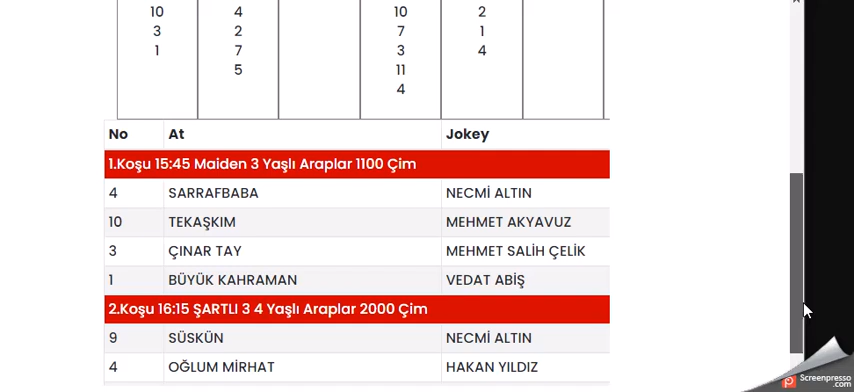 10 4 10 2
3 2 7 1
1 7 3 4
5 11
4
No At Jokey
1.Koşu 15:45 Maiden 3 Yaşlı Araplar 1100 Çim
4 SARRAFBABA NECMİ ALTIN
10 TEKAŞKIM MEHMET AKYAVUZ
3 ÇINAR TAY MEHMET SALİH ÇELİK
1 BÜYÜK KAHRAMAN VEDAT ABİŞ
2.Koşu 16:15 ŞARTLI 3 4 Yaşlı Araplar 2000 Çim
9 SÜSKÜN NECMİ ALTIN
4 OĞLUM MİRHAT HAKAN YILDIZ
Screenpresso
.com